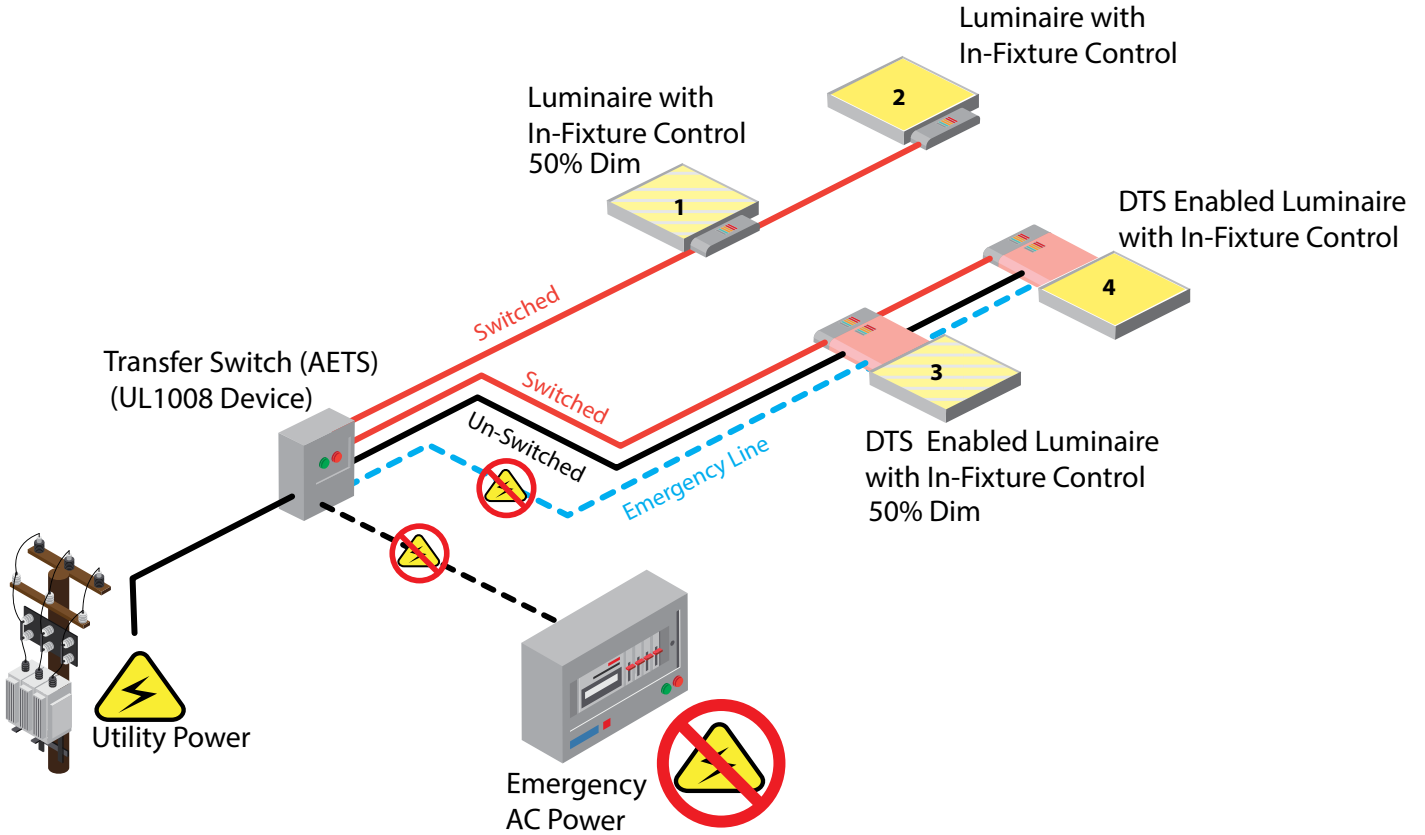 Luminaire with
In-Fixture Control
2
Luminaire with
In-Fixture Control
50% Dim
1
DTS Enabled Luminaire
with In-Fixture Control
4
Switched
Transfer Switch (AETS)
(UL1008 Device)
Switched
3
Un-Switched
Emergency Line
DTS Enabled Luminaire
with In-Fixture Control
50% Dim
Utility Power
Emergency
AC Power